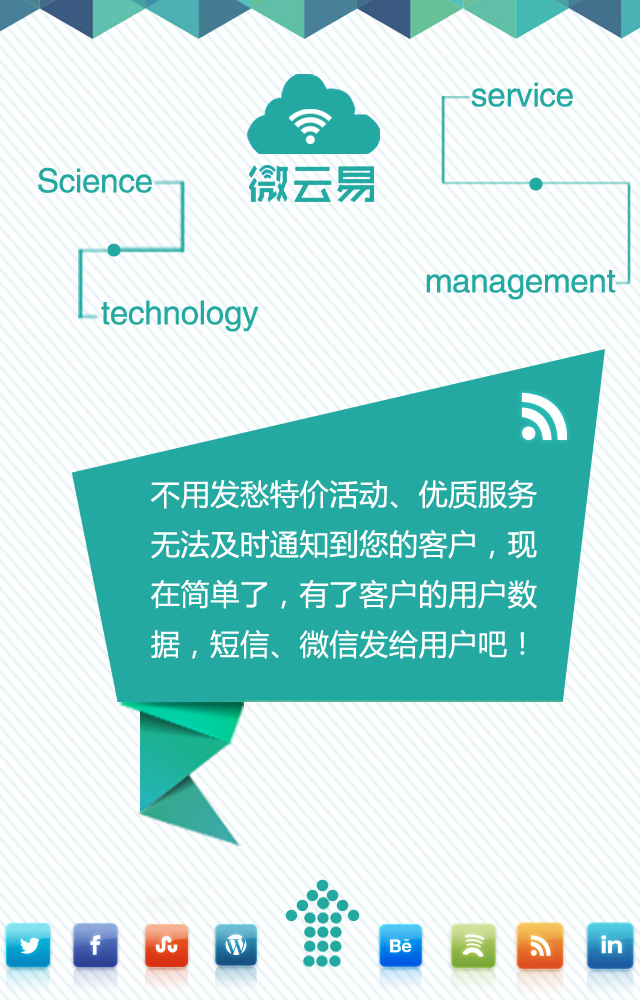 service
Science
微云易
management
technology
不用发愁特价活动、优质服务
无法及时通知到您的客户，现
在简单了，有了客户的用户数
据，短信、微信发给用户吧！
f
Bē
in